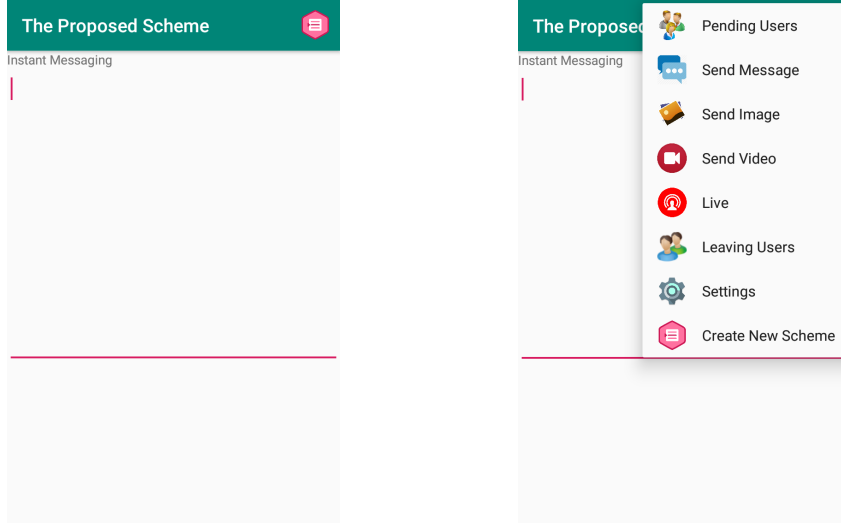 The Proposed Scheme
Instant Messaging
The Proposed
Instant Messaging
Pending Users
Send Message
Send Image
Send Video
Live
Leaving Users
Settings
Create New Scheme